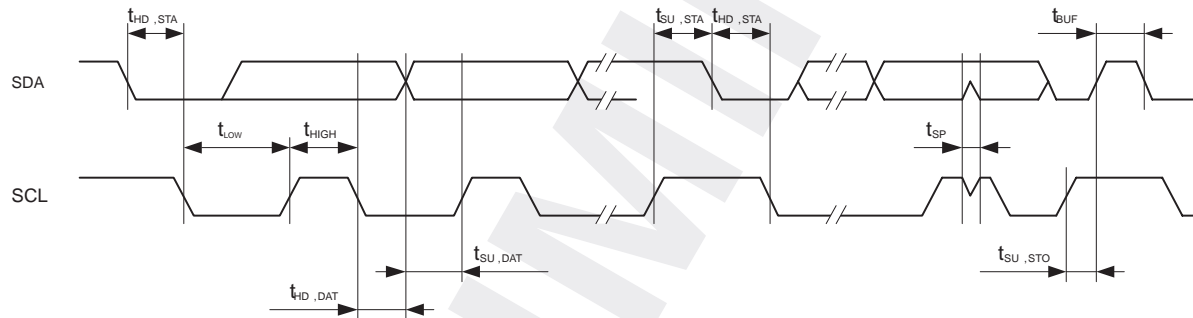 tHD,STA
tSU,STA
tHD,STA
tBUF
SDA
tLOW
tHIGH
tSP
SCL
tSU,DAT
tSU,STO
tHD,DAT